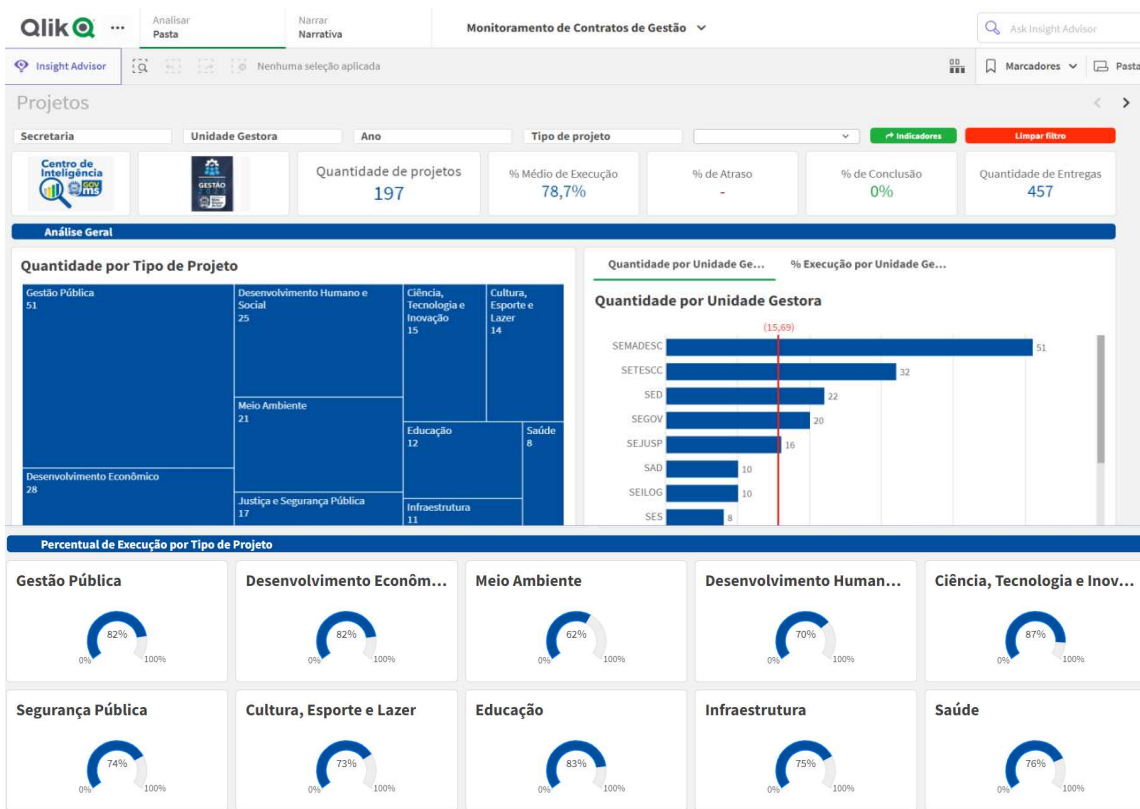 Qlik
...
Analisar
Pasta
Narrar
Narrativa
Monitoramento de Contratos de Gestão
Ask Insight Advisor
Insight Advisor
Nenhuma seleção aplicada
Marcadores
Pasta
Projetos
Secretaria
Unidade Gestora
Ano
Tipo de projeto
Indicadores
Limpar filtro
Centro de
Inteligência
GOV
MS
GESTÃO
Quantidade de projetos
197
% Médio de Execução
78,7%
% de Atraso
-
% de Conclusão
0%
Quantidade de Entregas
457
Análise Geral
Quantidade por Tipo de Projeto
Gestão Pública
51
Desenvolvimento Econômico
28
Desenvolvimento Humano e
Social
25
Meio Ambiente
21
Justiça e Segurança Pública
17
Ciência,
Tecnologia e
Inovação
15
Cultura,
Esporte e
Lazer
14
Educação
12
Saúde
8
Infraestrutura
11
Quantidade por Unidade Ge...
% Execução por Unidade Ge...
Quantidade por Unidade Gestora
(15,69)
SEMADESC 51
SETESCC 32
SED 22
SEGOV 20
SEJUSP 16
SAD 10
SEILOG 10
SES 8
Percentual de Execução por Tipo de Projeto
Gestão Pública
82%
0% 100%
Desenvolvimento Econôm...
82%
0% 100%
Meio Ambiente
62%
0% 100%
Desenvolvimento Human...
70%
0% 100%
Ciência, Tecnologia e Inov...
87%
0% 100%
Segurança Pública
74%
0% 100%
Cultura, Esporte e Lazer
73%
0% 100%
Educação
83%
0% 100%
Infraestrutura
75%
0% 100%
Saúde
76%
0% 100%